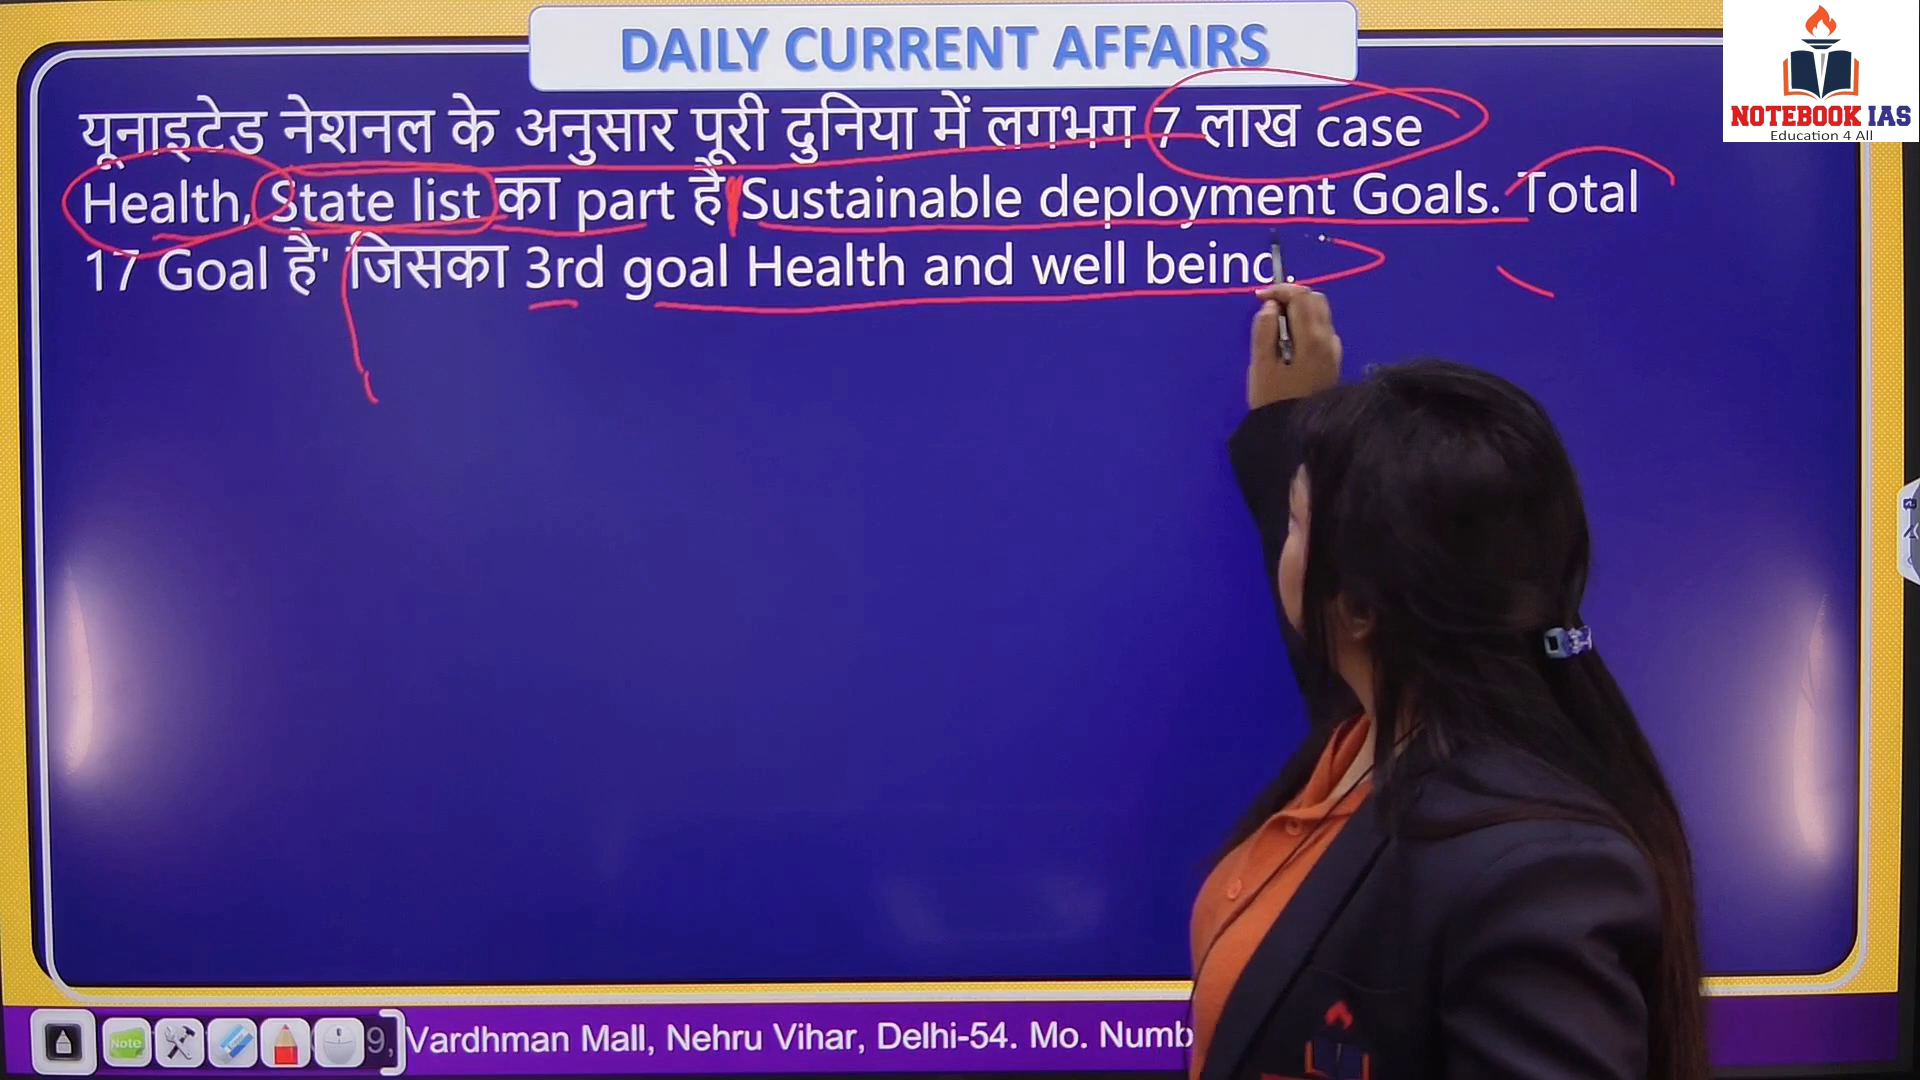 DAILY CURRENT AFFAIRS
NOTEBOOK IAS
Education 4 All
यूनाइटेड नेशनल के अनुसार पूरी दुनिया में लगभग 7 लाख case
Health, State list का part है Sustainable deployment Goals. Total
17 Goal है' जिसका 3rd goal Health and well being.
Note
9, Vardhman Mall, Nehru Vihar, Delhi-54. Mo. Numb